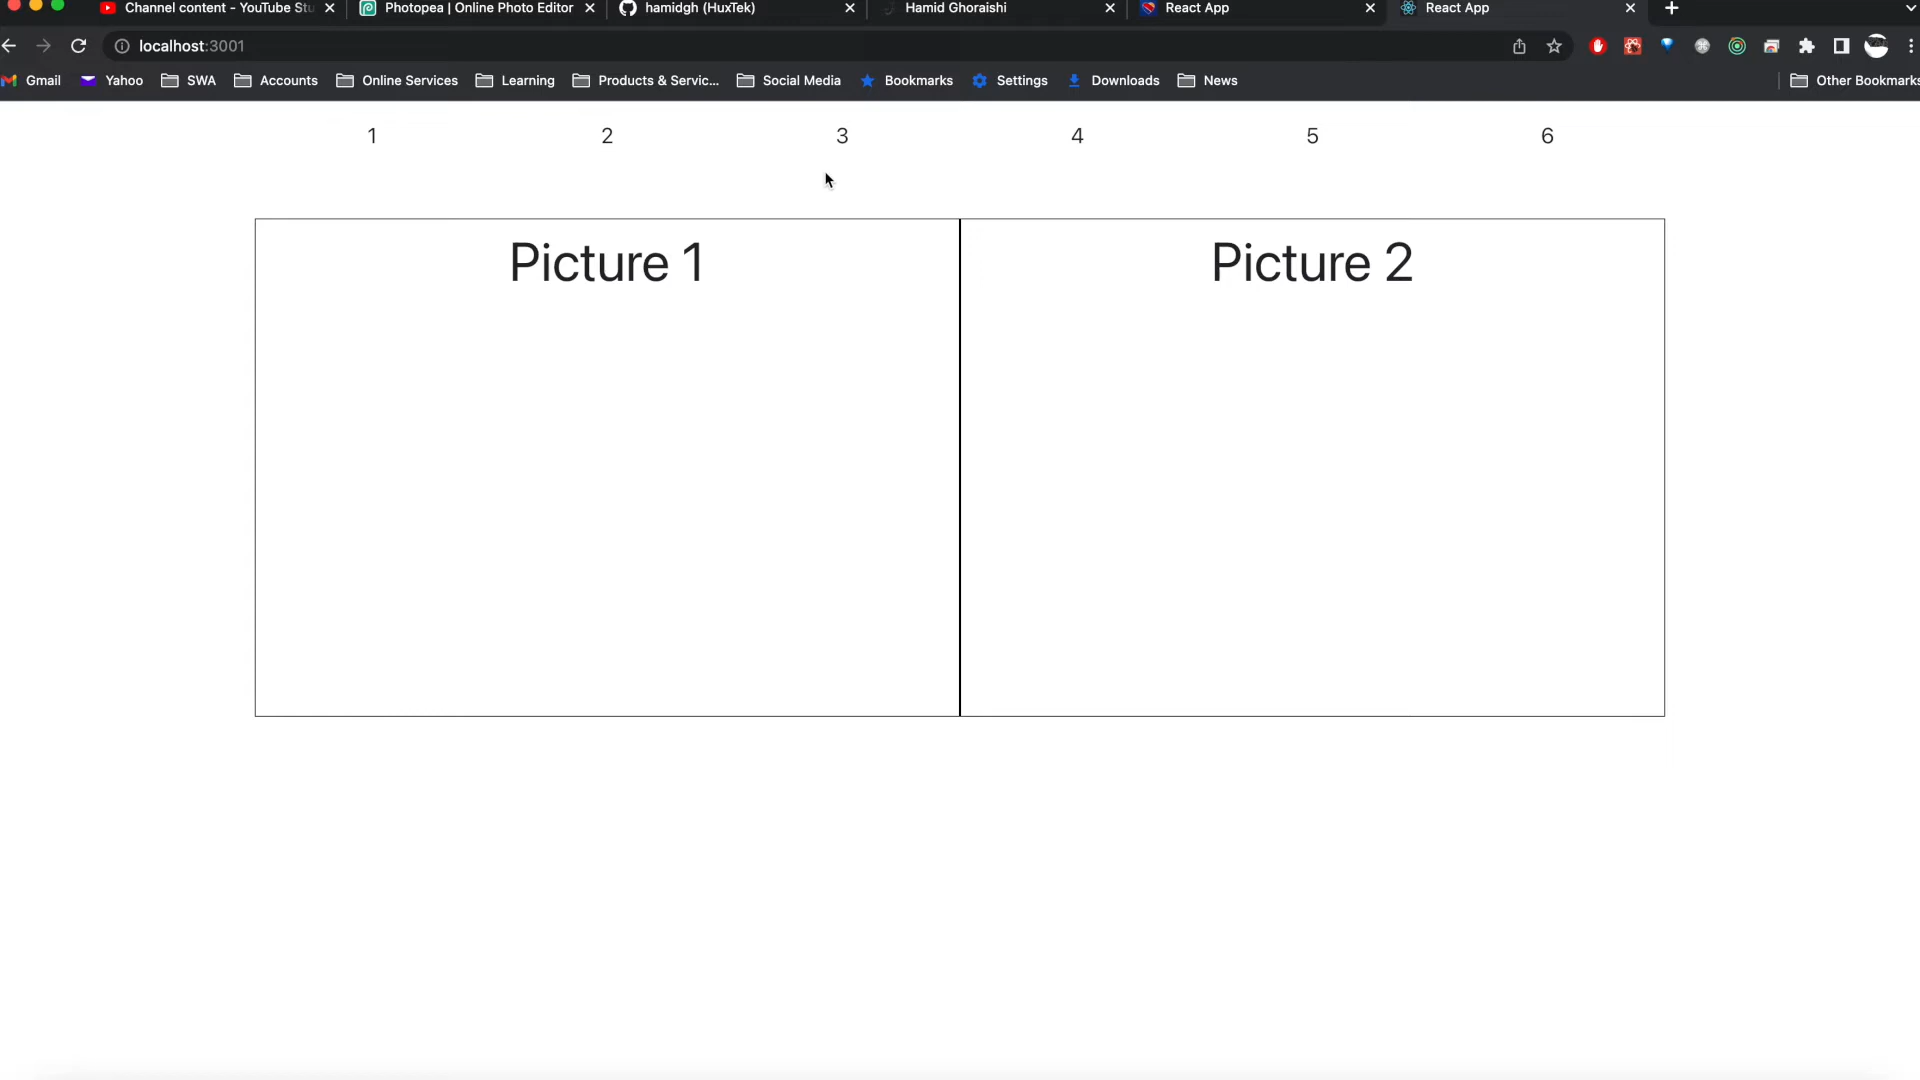 Channel content - YouTube Stu
Photopea | Online Photo Editor
hamidgh (HuxTek)
Hamid Ghoraishi
React App
React App
localhost:3001
Gmail
Yahoo
SWA
Accounts
Online Services
Learning
Products & Servic...
Social Media
Bookmarks
Settings
Downloads
News
Other Bookmarks
1 2 3 4 5 6
Picture 1
Picture 2